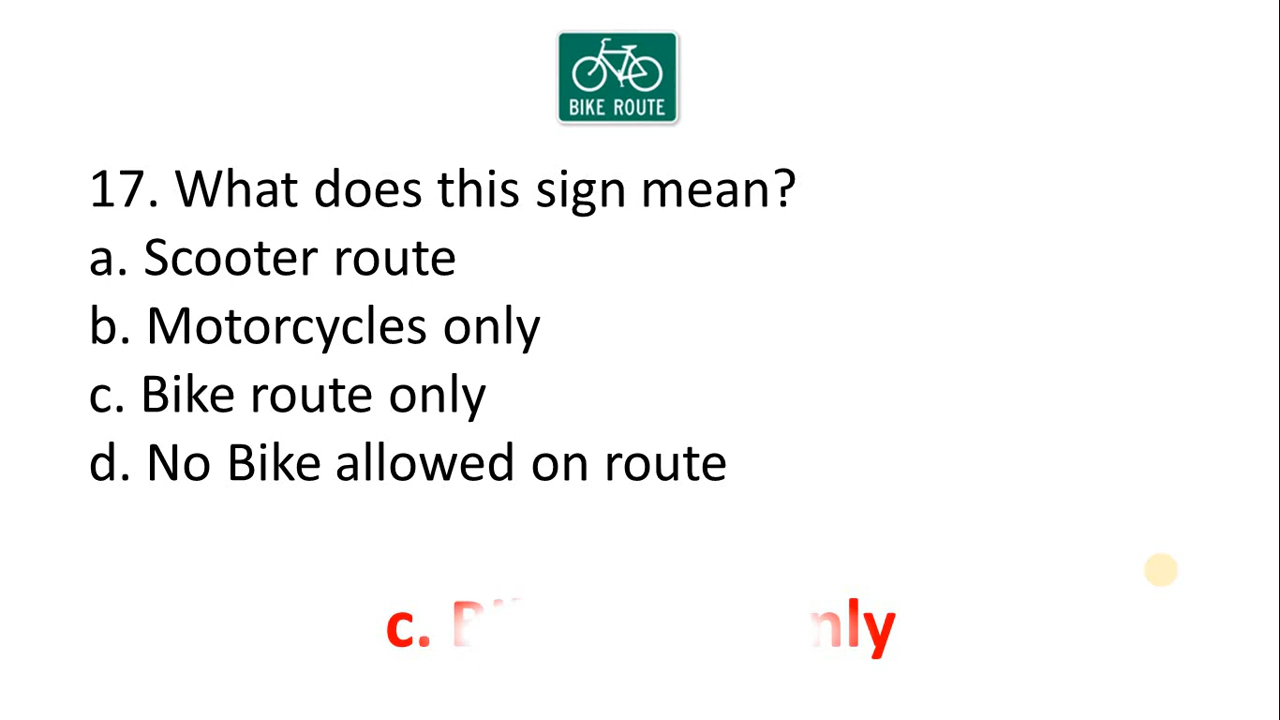 BIKE ROUTE
17. What does this sign mean?
a. Scooter route
b. Motorcycles only
c. Bike route only
d. No Bike allowed on route
c.